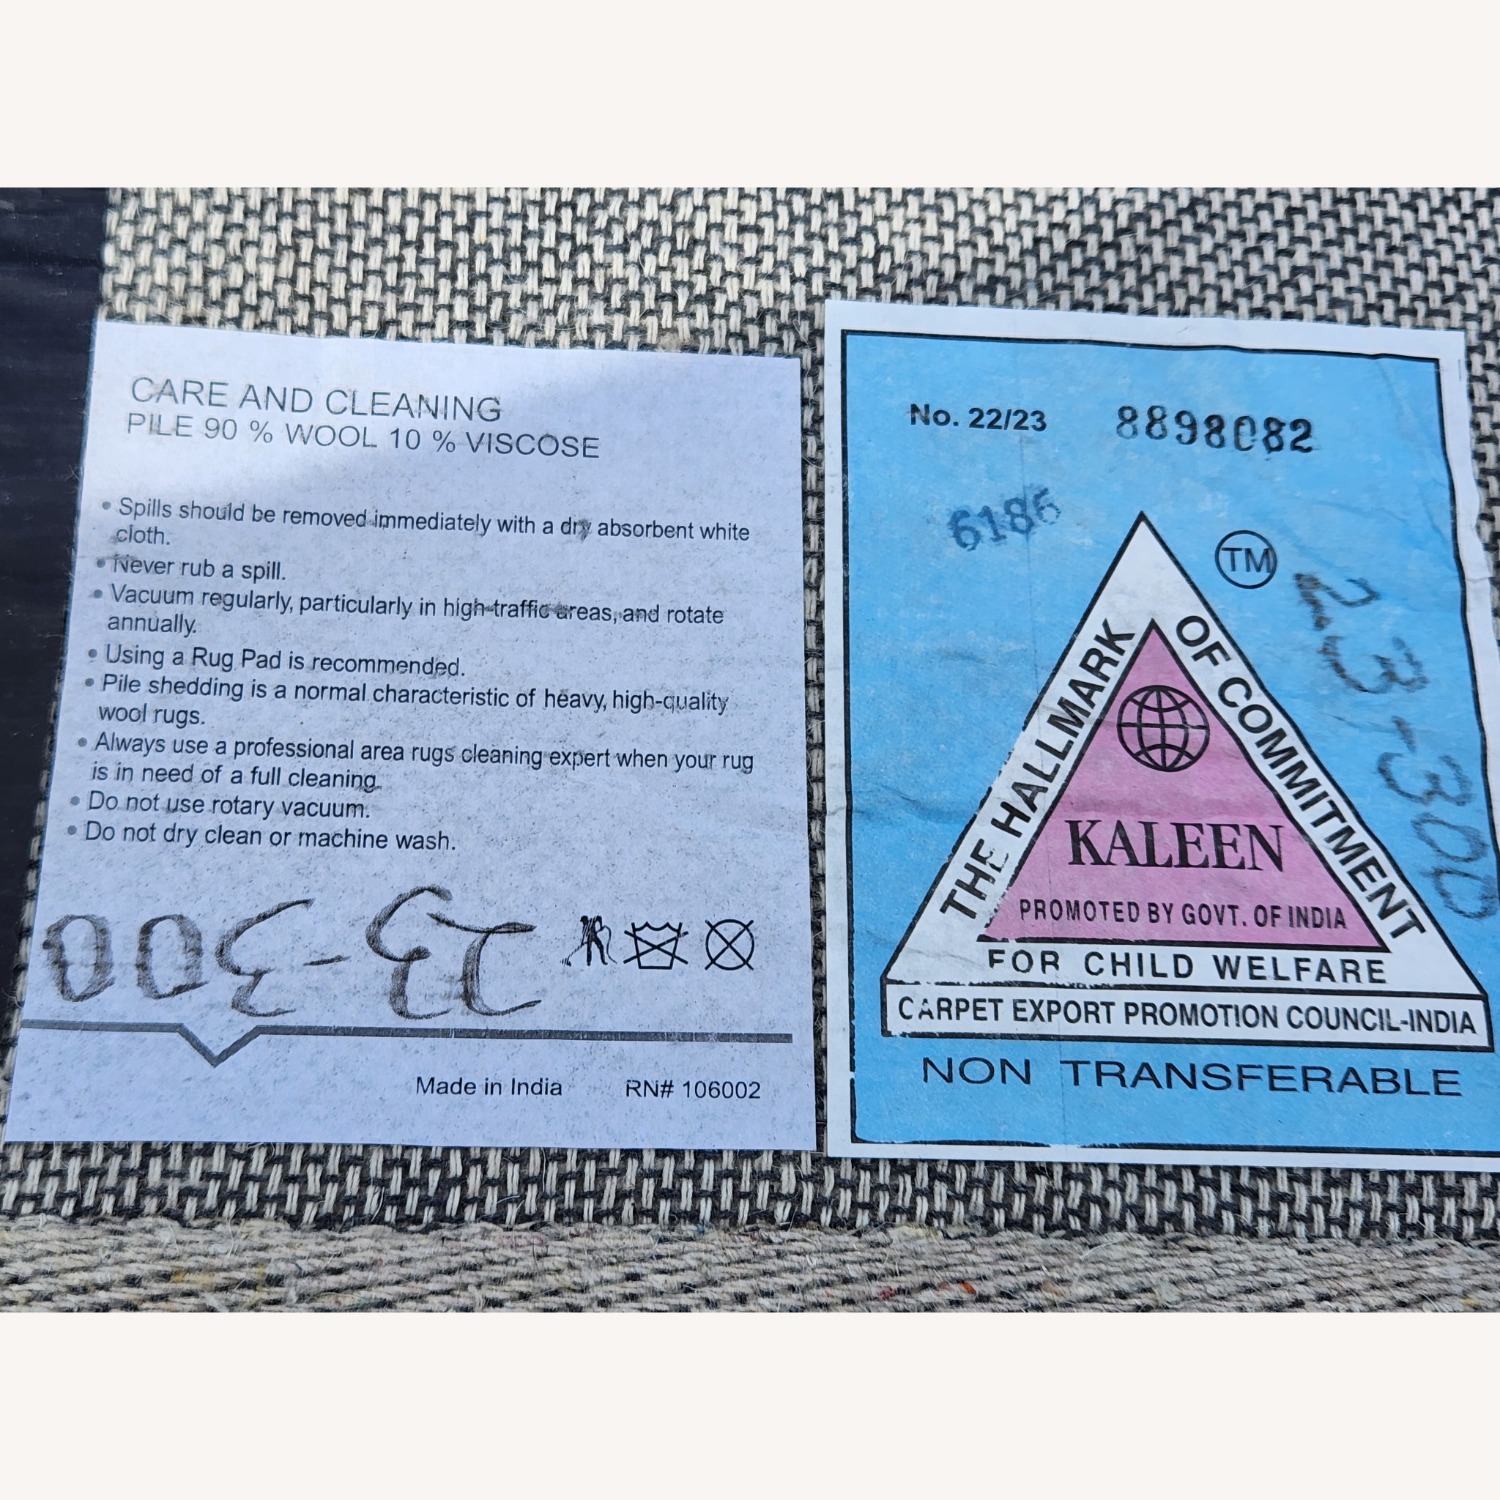 CARE AND CLEANING
PILE 90 % WOOL 10 % VISCOSE
• Spills should be removed immediately with a dry absorbent white
cloth.
• Never rub a spill.
• Vacuum regularly, particularly in high-traffic areas, and rotate
annually.
• Using a Rug Pad is recommended.
• Pile shedding is a normal characteristic of heavy, high-quality
wool rugs.
• Always use a professional area rugs cleaning expert when your rug
is in need of a full cleaning.
• Do not use rotary vacuum.
• Do not dry clean or machine wash.
23-300
Made in India RN# 106002
No. 22/23 8898082
6186
TM
23-300
THE HALLMARK OF COMMITMENT
KALEEN
PROMOTED BY GOVT. OF INDIA
FOR CHILD WELFARE
CARPET EXPORT PROMOTION COUNCIL-INDIA
NON TRANSFERABLE